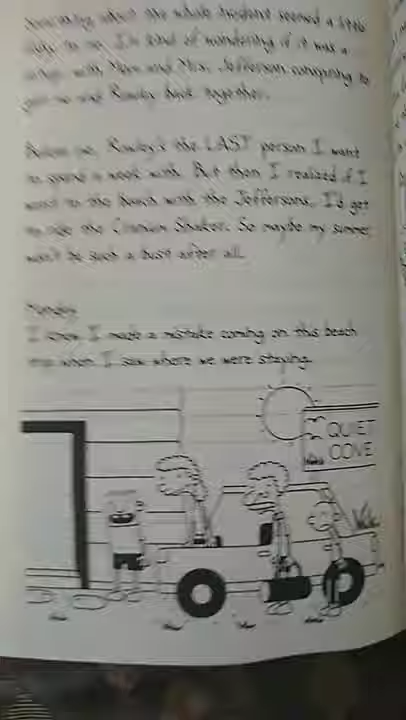 about the whole incident seemed a little
to me. I'm kind of wondering if it was a
with Mom and Mrs. Jefferson conspiring to
get me and Rowley back together.
Believe me, Rowley's the LAST person I want
to spend a week with. But then I realized if I
went to the beach with the Jeffersons, I'd get
to ride the Cranium Shaker. So maybe my summer
won't be such a bust after all.
Monday
I knew I made a mistake coming on this beach
trip when I saw where we were staying.
QUIET
COVE